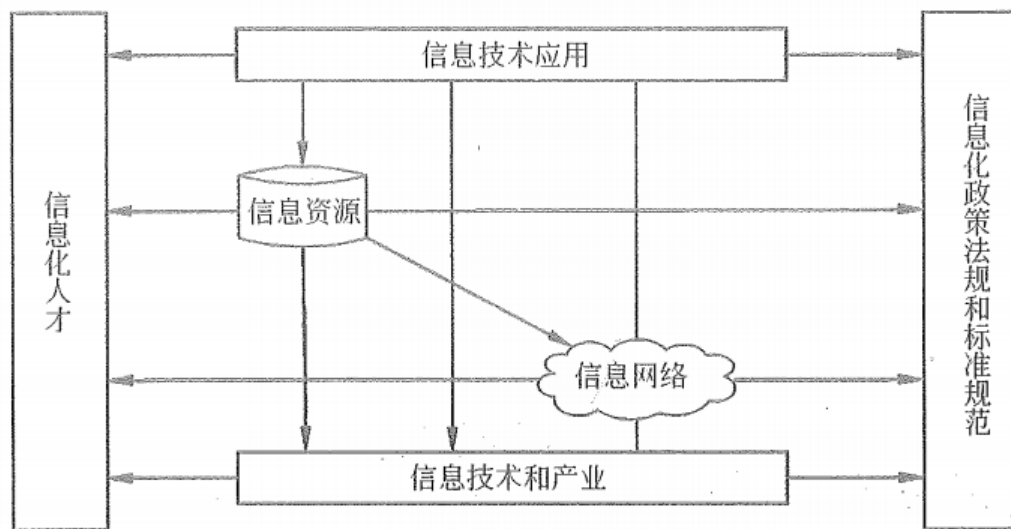 信息技术应用
信息化人才
信息资源
信息化政策法规和标准规范
信息网络
信息技术和产业